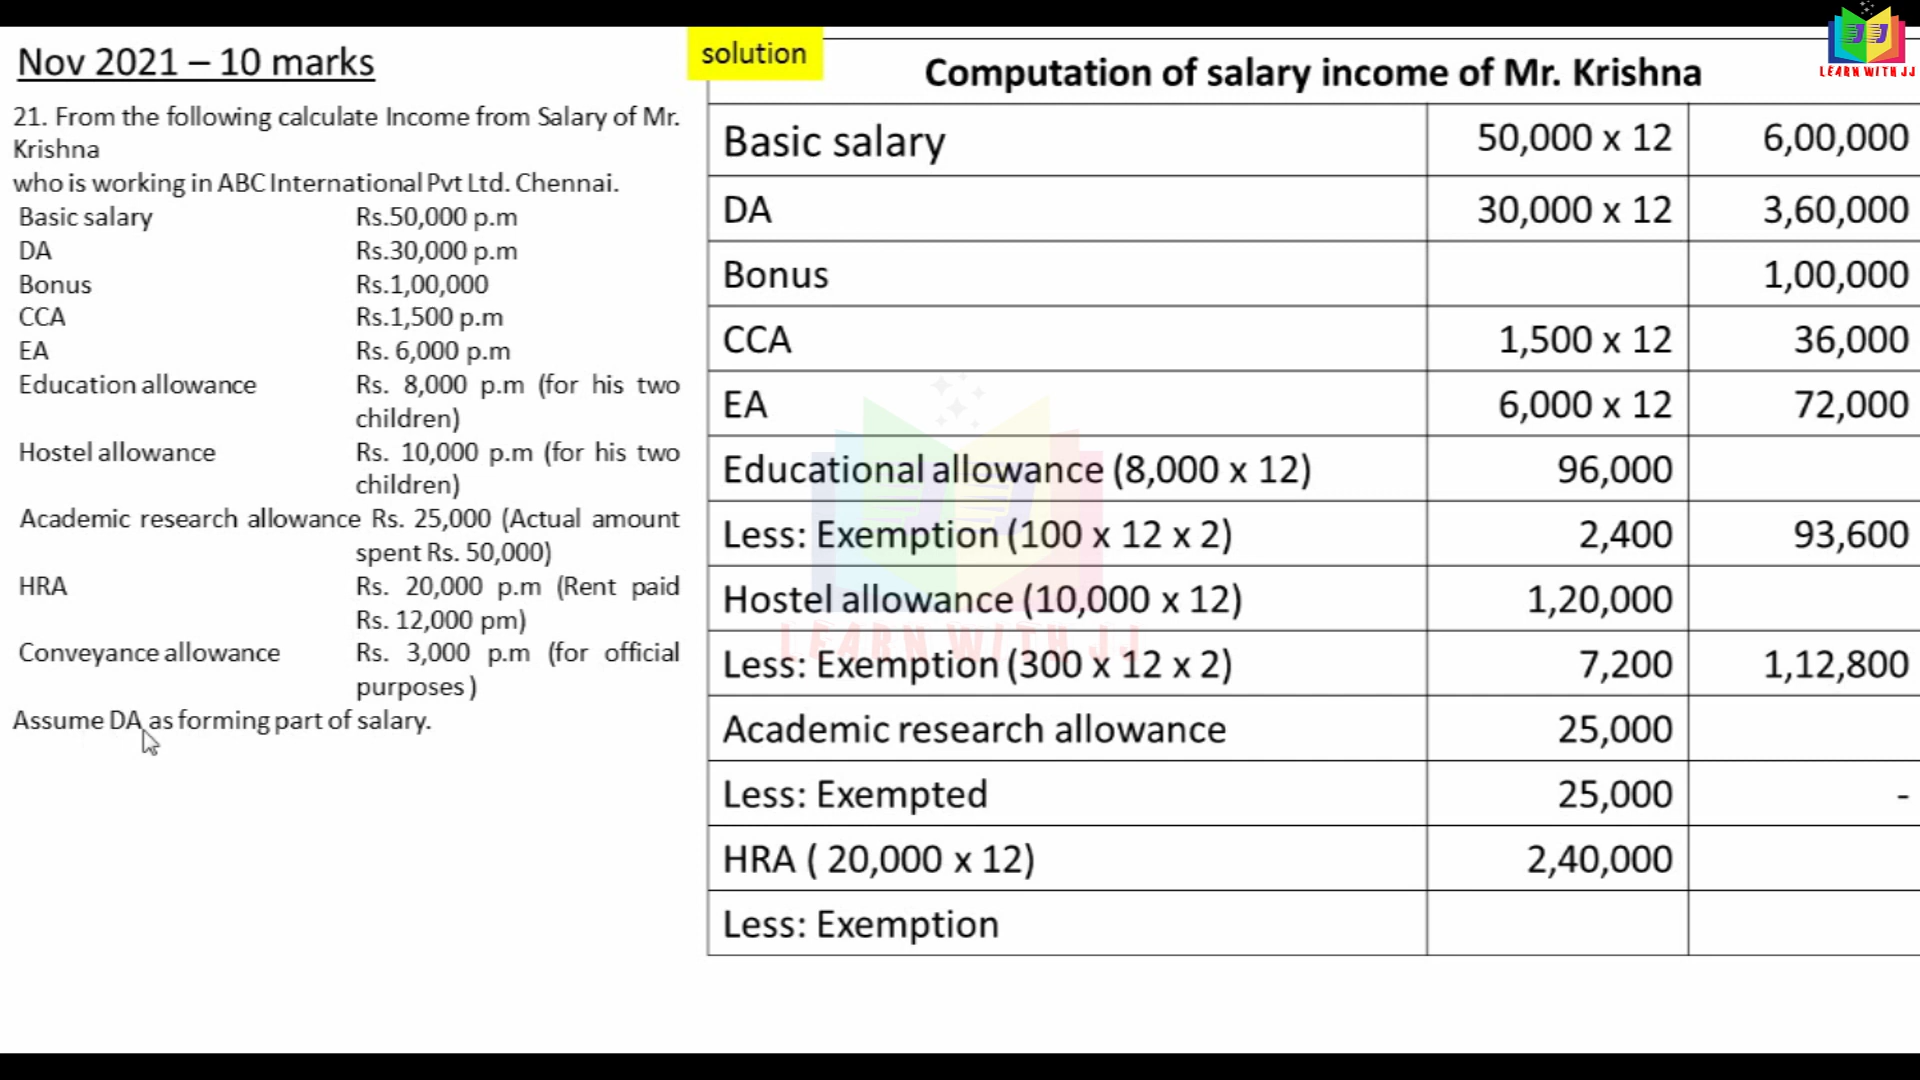 Nov 2021 – 10 marks
21. From the following calculate Income from Salary of Mr.
Krishna
who is working in ABC International Pvt Ltd. Chennai.
Basic salary Rs.50,000 p.m
DA Rs.30,000 p.m
Bonus Rs.1,00,000
CCA Rs.1,500 p.m
EA Rs. 6,000 p.m
Education allowance Rs. 8,000 p.m (for his two
children)
Hostel allowance Rs. 10,000 p.m (for his two
children)
Academic research allowance Rs. 25,000 (Actual amount
spent Rs. 50,000)
HRA Rs. 20,000 p.m (Rent paid
Rs. 12,000 pm)
Conveyance allowance Rs. 3,000 p.m (for official
purposes )
Assume DA as forming part of salary.
solution
Computation of salary income of Mr. Krishna
Basic salary 50,000 x 12 6,00,000
DA 30,000 x 12 3,60,000
Bonus 1,00,000
CCA 1,500 x 12 36,000
EA 6,000 x 12 72,000
Educational allowance (8,000 x 12) 96,000
Less: Exemption (100 x 12 x 2) 2,400 93,600
Hostel allowance (10,000 x 12) 1,20,000
Less: Exemption (300 x 12 x 2) 7,200 1,12,800
Academic research allowance 25,000
Less: Exempted 25,000 -
HRA ( 20,000 x 12) 2,40,000
Less: Exemption
JJ
LEARN WITH JJ
JJ
LEARN WITH JJ